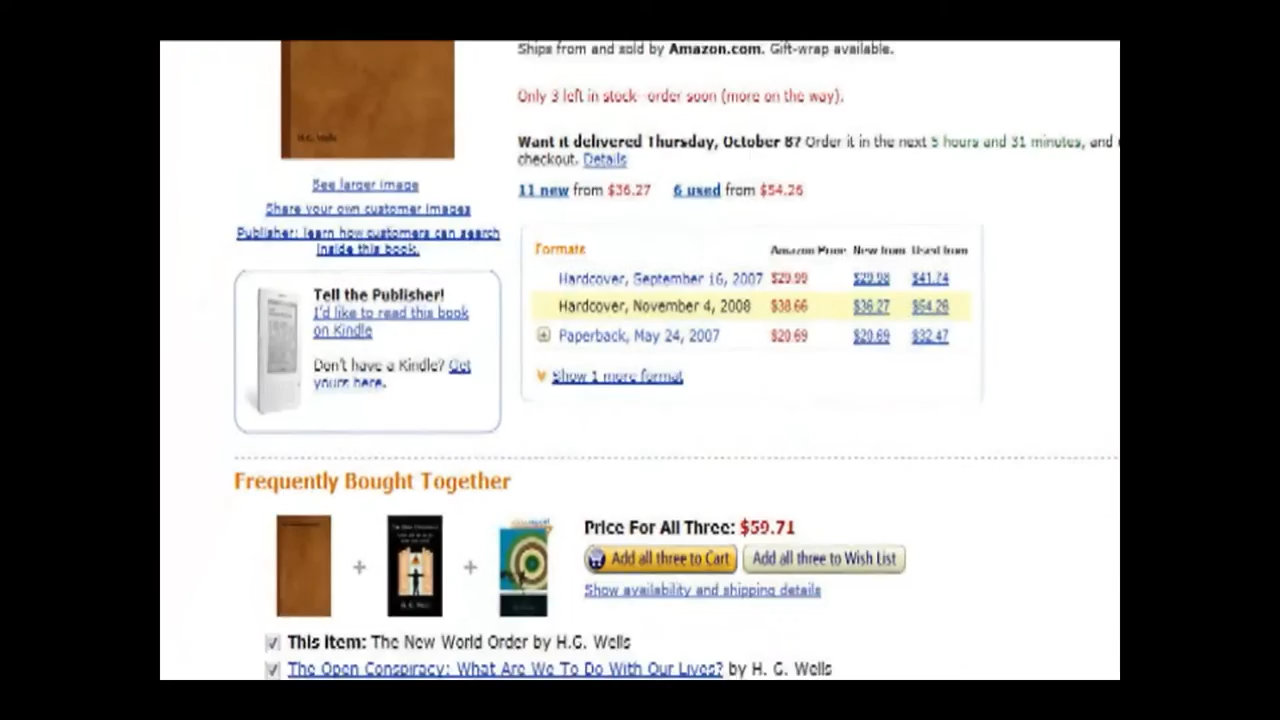 Ships from and sold by Amazon.com. Gift-wrap available.
Only 3 left in stock--order soon (more on the way).
Want it delivered Thursday, October 8? Order it in the next 5 hours and 31 minutes, and
checkout. Details
11 new from $36.27 6 used from $54.26
H.G. Wells
See larger image
Share your own customer images
Publisher: learn how customers can search
inside this book.
Tell the Publisher!
I'd like to read this book
on Kindle
Don't have a Kindle? Get
yours here.
Formats Amazon Price New from Used from
Hardcover, September 16, 2007 $29.99 $29.98 $41.74
Hardcover, November 4, 2008 $38.66 $36.27 $54.26
Paperback, May 24, 2007 $20.69 $20.69 $32.47
Show 1 more format
Frequently Bought Together
Price For All Three: $59.71
Add all three to Cart Add all three to Wish List
Show availability and shipping details
This item: The New World Order by H.G. Wells
The Open Conspiracy: What Are We To Do With Our Lives? by H. G. Wells